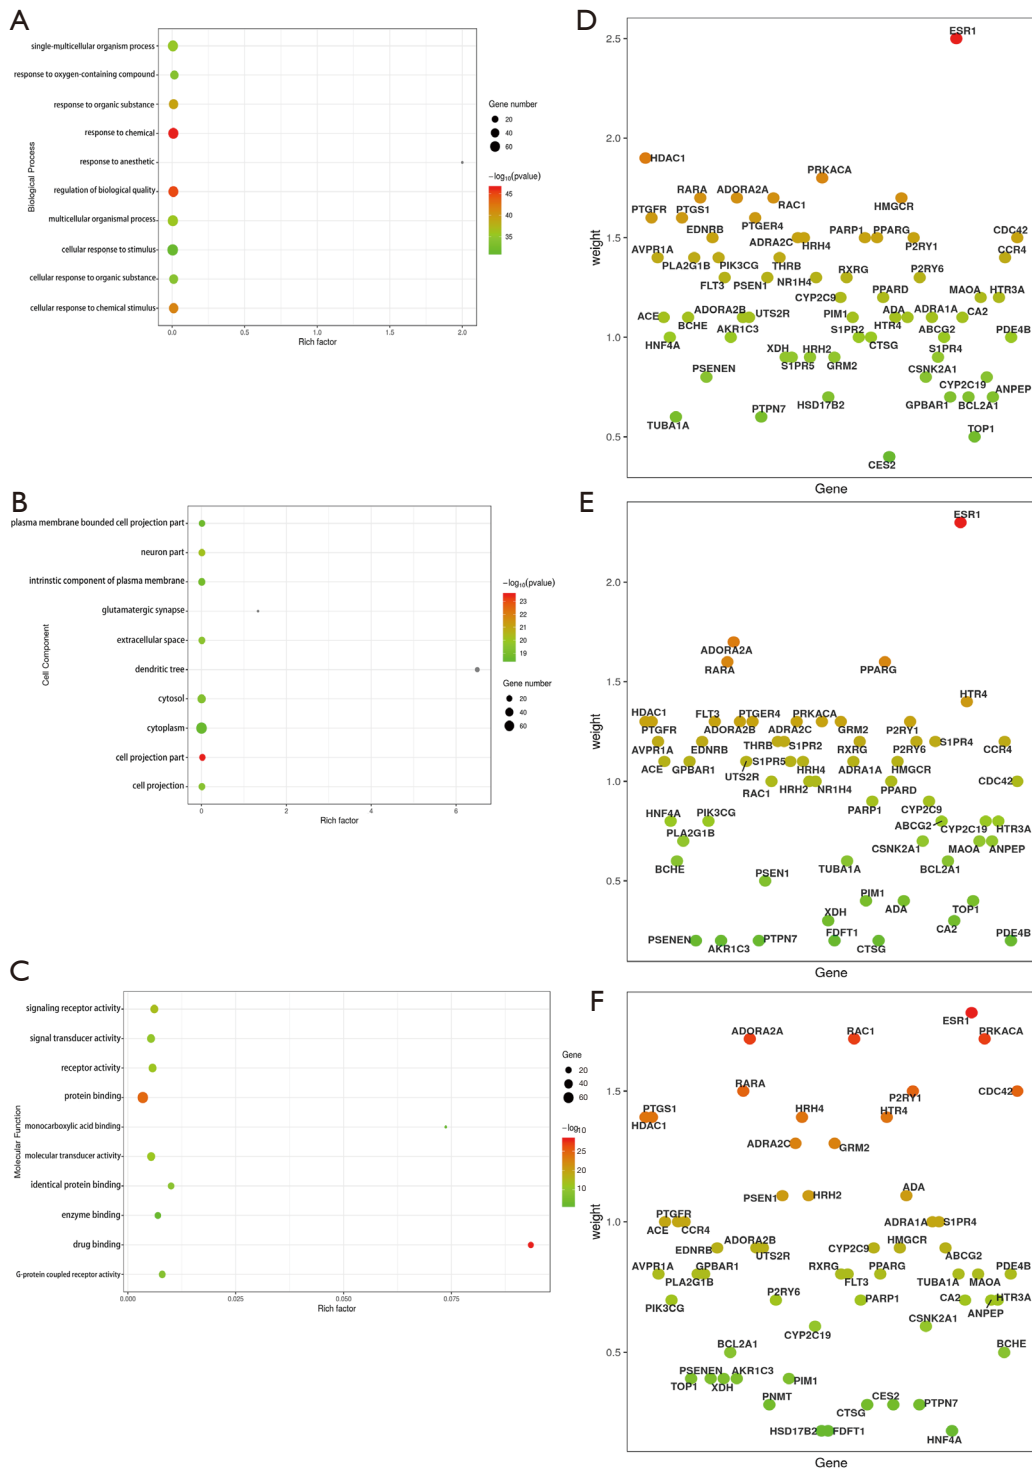 A
Biological Process
single-multicellular organism process
response to oxygen-containing compound
response to organic substance
response to chemical
response to anesthetic
regulation of biological quality
multicellular organismal process
cellular response to stimulus
cellular response to organic substance
cellular response to chemical stimulus
0.0 0.5 1.0 1.5 2.0
Rich factor
Gene number
20
40
60
−log10(pvalue)
45
40
35
B
Cell Component
plasma membrane bounded cell projection part
neuron part
intrinstic component of plasma membrane
glutamatergic synapse
extracellular space
dendritic tree
cytosol
cytoplasm
cell projection part
cell projection
0 2 4 6
Rich factor
−log10(pvalue)
23
22
21
20
19
Gene number
20
40
60
C
Molecular Function
signaling receptor activity
signal transducer activity
receptor activity
protein binding
monocarboxylic acid binding
molecular transducer activity
identical protein binding
enzyme binding
drug binding
G-protein coupled receptor activity
0.000 0.025 0.050 0.075
Rich factor
Gene
20
40
60
−log10
25
20
10
D
weight
2.5
2.0
1.5
1.0
0.5
ESR1
HDAC1
PRKACA
RARA ADORA2A RAC1 HMGCR
PTGFR PTGS1 PTGER4
EDNRB ADRA2C HRH4 PARP1 PPARG P2RY1 CDC42
AVPR1A PLA2G1B PIK3CG THRB CCR4
FLT3 PSEN1 NR1H4 RXRG P2RY6
CYP2C9 PPARD MAOA HTR3A
ACE BCHE ADORA2B UTS2R PIM1 HTR4 ADA ADRA1A CA2
HNF4A AKR1C3 S1PR2 CTSG ABCG2 PDE4B
XDH S1PR5 HRH2 GRM2 S1PR4
PSENEN CSNK2A1 CYP2C19
HSD17B2 GPBAR1 BCL2A1 ANPEP
TUBA1A PTPN7
TOP1
CES2
Gene
E
weight
2.0
1.5
1.0
0.5
ESR1
ADORA2A
RARA PPARG
HTR4
HDAC1 PTGFR FLT3 ADORA2B PTGER4 ADRA2C PRKACA GRM2 P2RY1
AVPR1A EDNRB THRB S1PR2 RXRG P2RY6 S1PR4 CCR4
ACE GPBAR1 UTS2R S1PR5 HRH4 ADRA1A HMGCR
RAC1 HRH2 NR1H4 PPARD CDC42
PARP1 CYP2C9
HNF4A PIK3CG ABCG2 CYP2C19 HTR3A
PLA2G1B CSNK2A1 MAOA ANPEP
BCHE TUBA1A BCL2A1
PSEN1
PIM1 ADA TOP1
XDH CA2
PSENEN AKR1C3 PTPN7 FDFT1 CTSG PDE4B
Gene
F
weight
1.5
1.0
0.5
ESR1
ADORA2A RAC1 PRKACA
RARA P2RY1 CDC42
HDAC1 PTGS1 HRH4 HTR4
ADRA2C GRM2
PSEN1 HRH2 ADA
ACE PTGFR CCR4 ADRA1A S1PR4
EDNRB ADORA2B UTS2R CYP2C9 HMGCR ABCG2
AVPR1A PLA2G1B GPBAR1 RXRG FLT3 PPARG TUBA1A MAOA PDE4B
PIK3CG P2RY6 PARP1 CA2 ANPEP HTR3A
CYP2C19 CSNK2A1
BCL2A1 BCHE
TOP1 PSENEN XDH AKR1C3 PIM1
PNMT CTSG CES2 PTPN7
HSD17B2 FDFT1 HNF4A
Gene